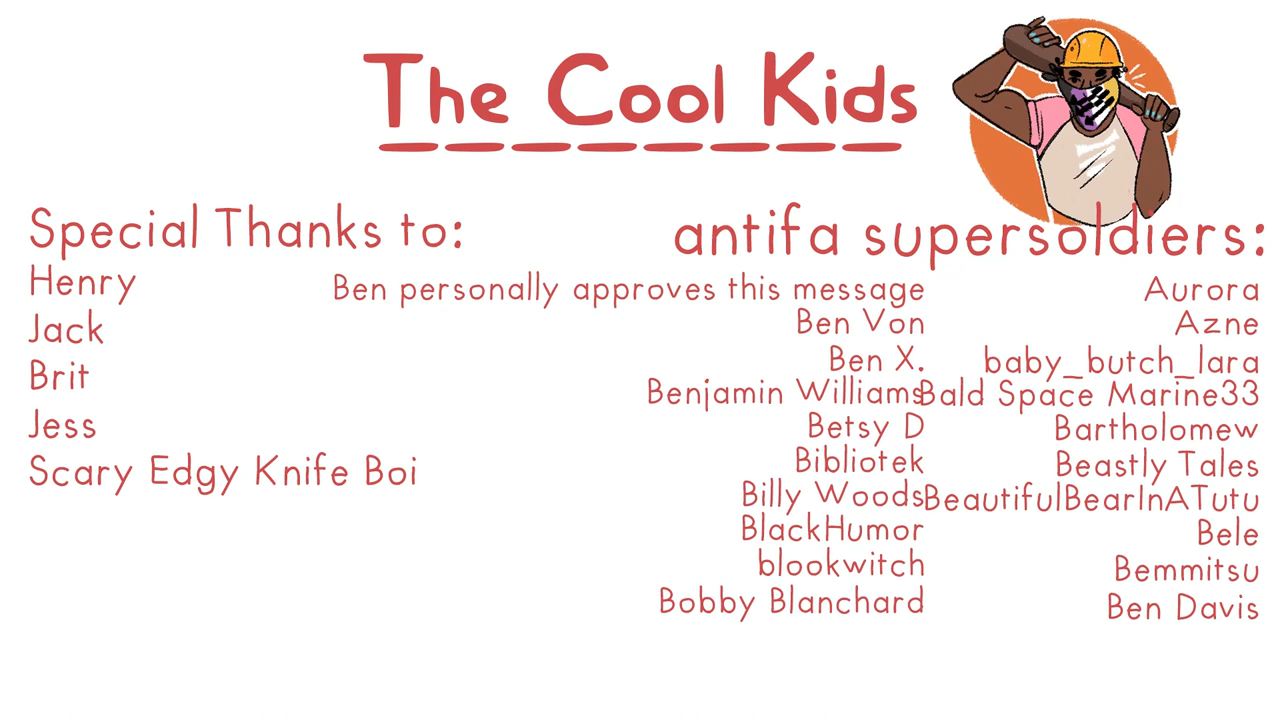 The Cool Kids
Special Thanks to:
Henry
Jack
Brit
Jess
Scary Edgy Knife Boi
antifa supersoldiers:
Ben personally approves this message
Ben Von
Ben X.
Benjamin Williams
Betsy D
Bibliotek
Billy Woods
BlackHumor
blookwitch
Bobby Blanchard
Aurora
Azne
baby_butch_lara
Bald Space Marine33
Bartholomew
Beastly Tales
BeautifulBearInATutu
Bele
Bemmitsu
Ben Davis